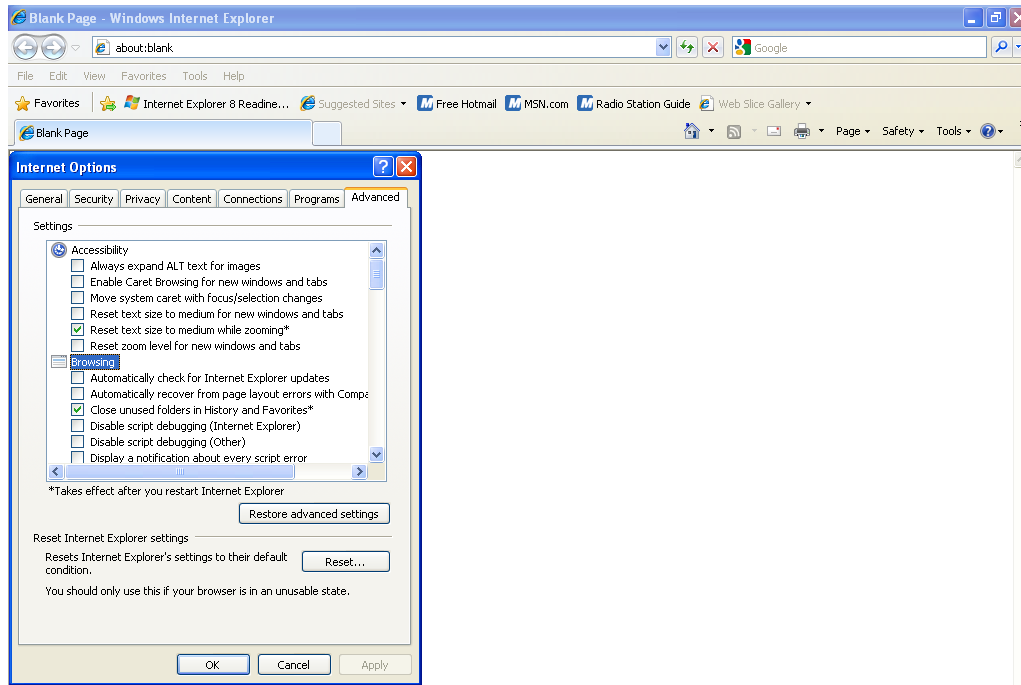 Blank Page - Windows Internet Explorer
about:blank
Google
File Edit View Favorites Tools Help
Favorites Internet Explorer 8 Readine... Suggested Sites Free Hotmail MSN.com Radio Station Guide Web Slice Gallery
Blank Page
Page Safety Tools
Internet Options
General Security Privacy Content Connections Programs Advanced
Settings
Accessibility
Always expand ALT text for images
Enable Caret Browsing for new windows and tabs
Move system caret with focus/selection changes
Reset text size to medium for new windows and tabs
Reset text size to medium while zooming*
Reset zoom level for new windows and tabs
Browsing
Automatically check for Internet Explorer updates
Automatically recover from page layout errors with Compa
Close unused folders in History and Favorites*
Disable script debugging (Internet Explorer)
Disable script debugging (Other)
Display a notification about every script error
*Takes effect after you restart Internet Explorer
Restore advanced settings
Reset Internet Explorer settings
Resets Internet Explorer's settings to their default
condition.
Reset...
You should only use this if your browser is in an unusable state.
OK Cancel Apply